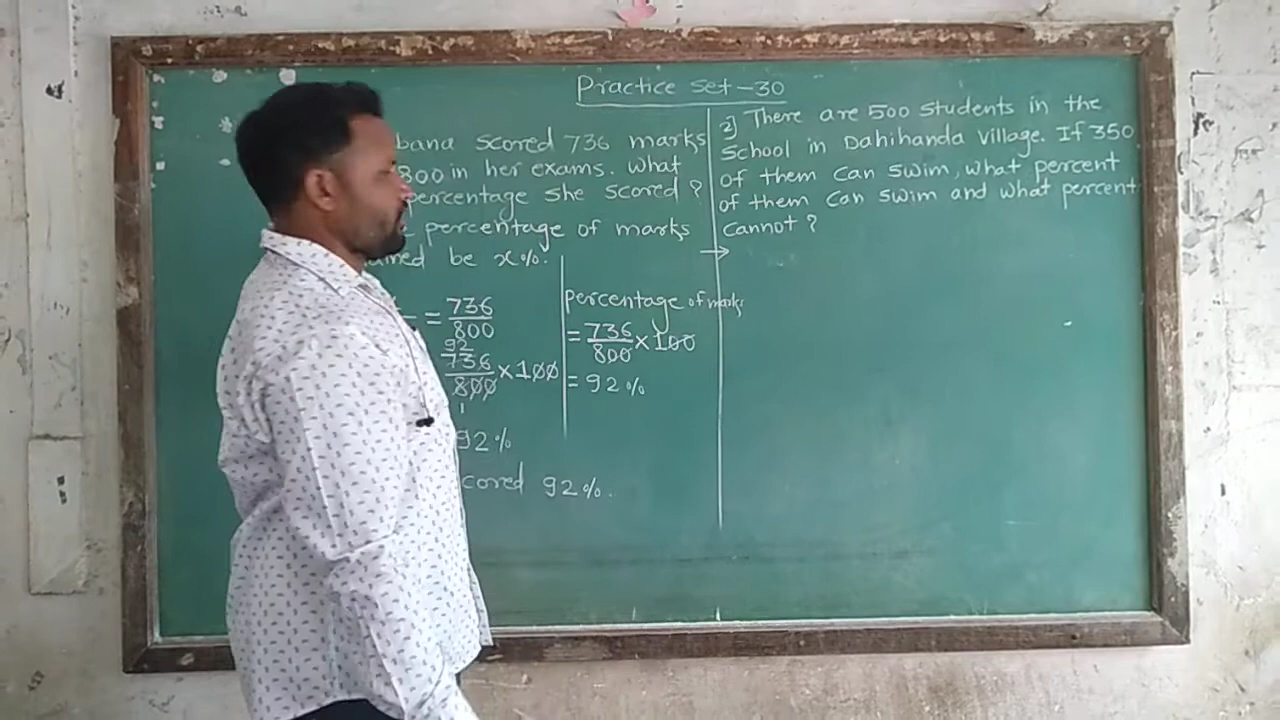 Practice Set-30
bana scored 736 marks
800 in her exams. What
percentage she scored ?
percentage of marks
be x%.
= 736/800
92
736/800 × 100
1
92%
cored 92%.
percentage of marks
= 736/800 × 100
= 92%
2) There are 500 students in the
school in Dahihanda Village. If 350
of them can swim, what percent
of them can swim and what percent
cannot ?
→